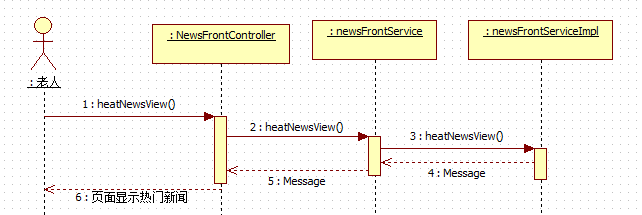 : NewsFrontController
: newsFrontService
: newsFrontServiceImpl
: 老人
1 : heatNewsView()
2 : heatNewsView()
3 : heatNewsView()
4 : Message
5 : Message
6 : 页面显示热门新闻